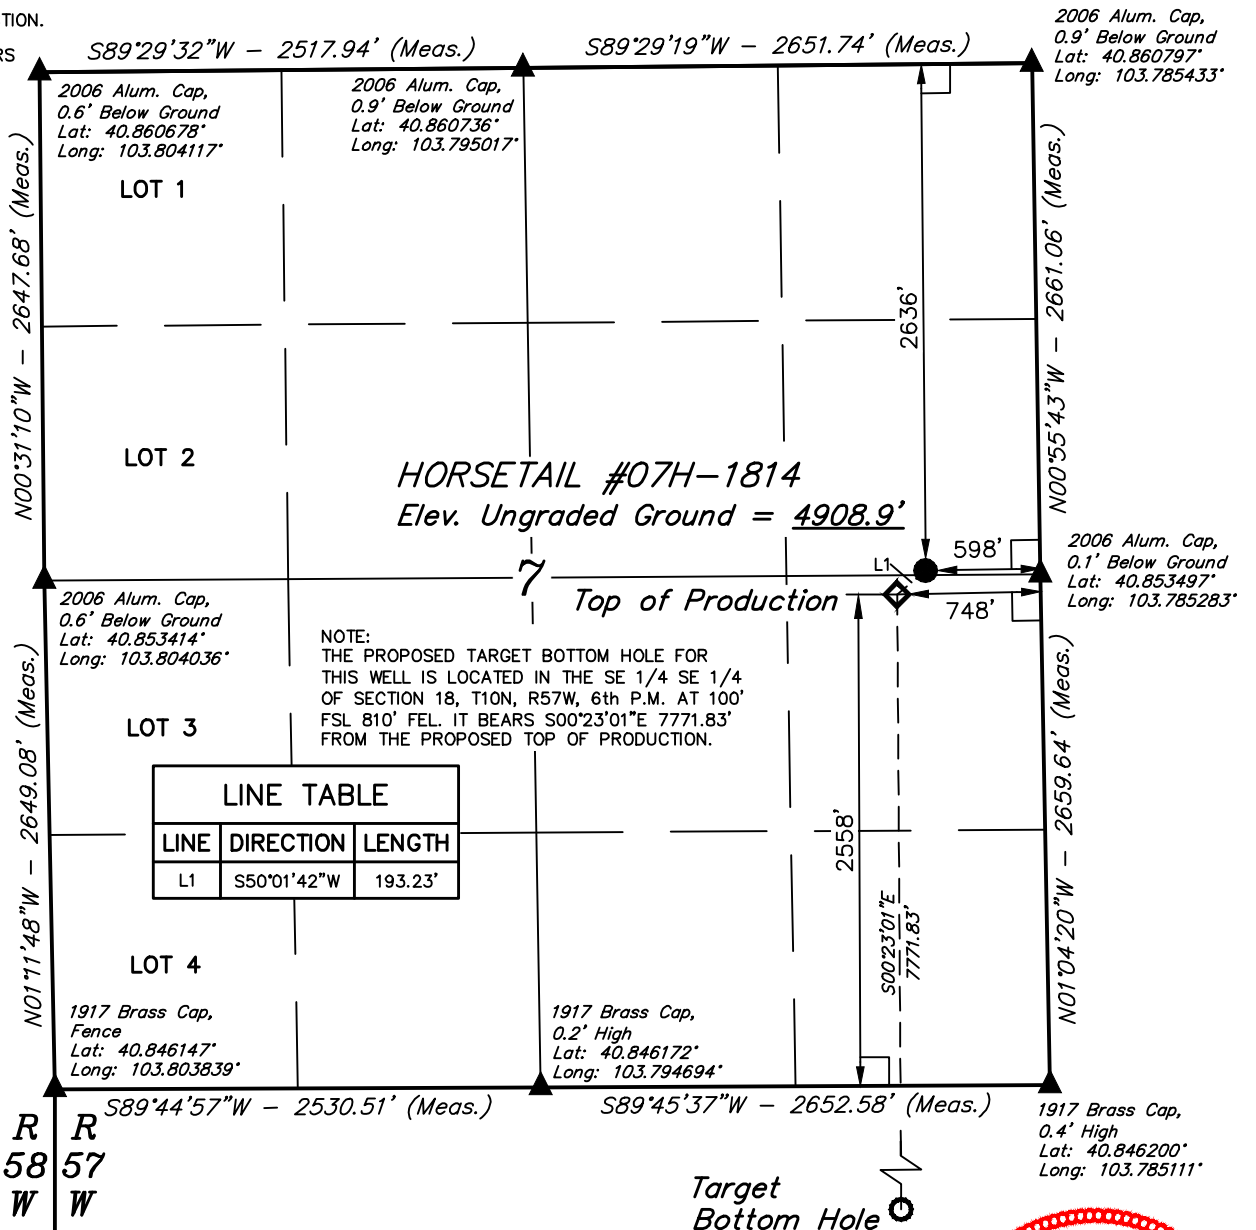 TION.
RS
S89°29'32"W - 2517.94' (Meas.)
S89°29'19"W - 2651.74' (Meas.)
2006 Alum. Cap,
0.9' Below Ground
Lat: 40.860797°
Long: 103.785433°
2006 Alum. Cap,
0.6' Below Ground
Lat: 40.860678°
Long: 103.804117°
2006 Alum. Cap,
0.9' Below Ground
Lat: 40.860736°
Long: 103.795017°
LOT 1
N00°31'10"W - 2647.68' (Meas.)
N00°55'43"W - 2661.06' (Meas.)
2636'
LOT 2
HORSETAIL #07H-1814
Elev. Ungraded Ground = 4908.9'
L1
598'
2006 Alum. Cap,
0.1' Below Ground
Lat: 40.853497°
Long: 103.785283°
7
Top of Production
748'
2006 Alum. Cap,
0.6' Below Ground
Lat: 40.853414°
Long: 103.804036°
NOTE:
THE PROPOSED TARGET BOTTOM HOLE FOR
THIS WELL IS LOCATED IN THE SE 1/4 SE 1/4
OF SECTION 18, T10N, R57W, 6th P.M. AT 100'
FSL 810' FEL. IT BEARS S00°23'01"E 7771.83'
FROM THE PROPOSED TOP OF PRODUCTION.
LOT 3
N01°11'48"W - 2649.08' (Meas.)
N01°04'20"W - 2659.64' (Meas.)
LINE TABLE
LINE DIRECTION LENGTH
L1 S50°01'42"W 193.23'
2558'
S00°23'01"E
7771.83'
LOT 4
1917 Brass Cap,
Fence
Lat: 40.846147°
Long: 103.803839°
1917 Brass Cap,
0.2' High
Lat: 40.846172°
Long: 103.794694°
S89°44'57"W - 2530.51' (Meas.)
S89°45'37"W - 2652.58' (Meas.)
1917 Brass Cap,
0.4' High
Lat: 40.846200°
Long: 103.785111°
R R
58 57
W W
Target
Bottom Hole